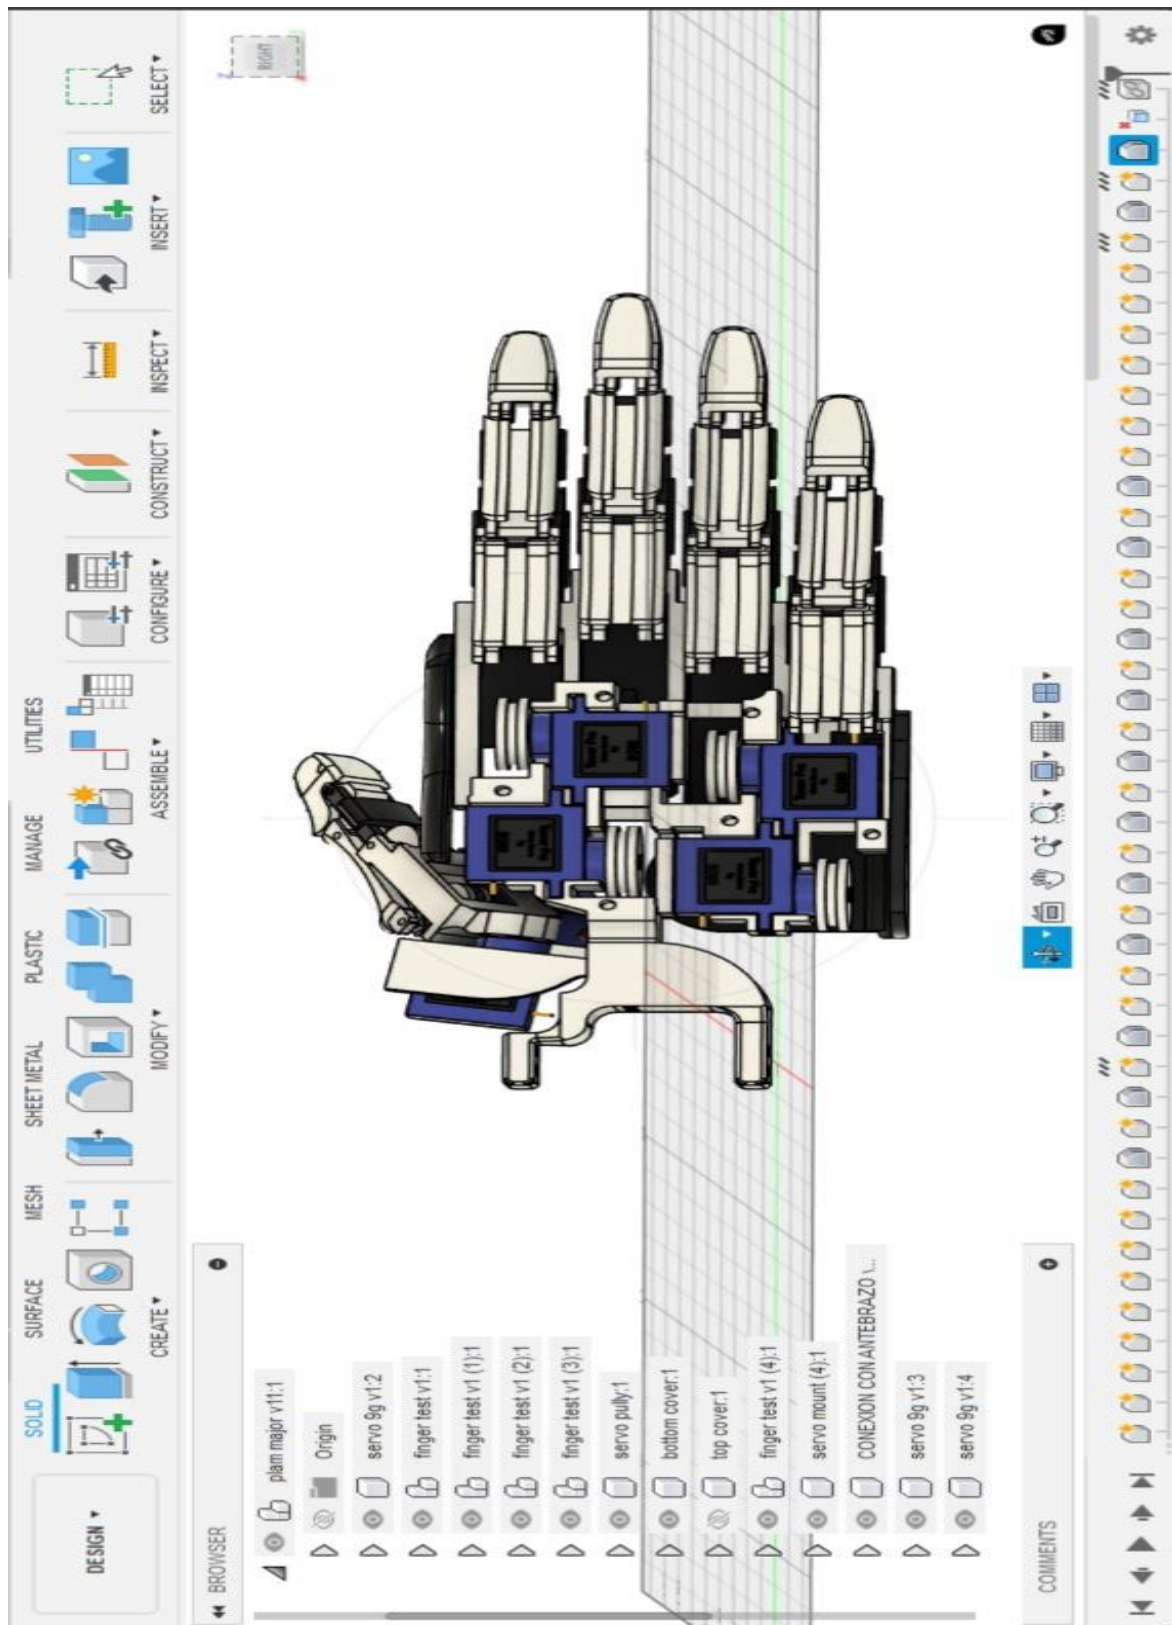 SOLID SURFACE MESH SHEET METAL PLASTIC MANAGE UTILITIES
DESIGN
CREATE MODIFY ASSEMBLE CONFIGURE CONSTRUCT INSPECT INSERT SELECT
BROWSER
plam major v11:1
Origin
servo 9g v1:2
finger test v1:1
finger test v1 (1):1
finger test v1 (2):1
finger test v1 (3):1
servo pully:1
bottom cover:1
top cover:1
finger test v1 (4):1
servo mount (4):1
CONEXION CON ANTEBRAZO v...
servo 9g v1:3
servo 9g v1:4
RIGHT
COMMENTS